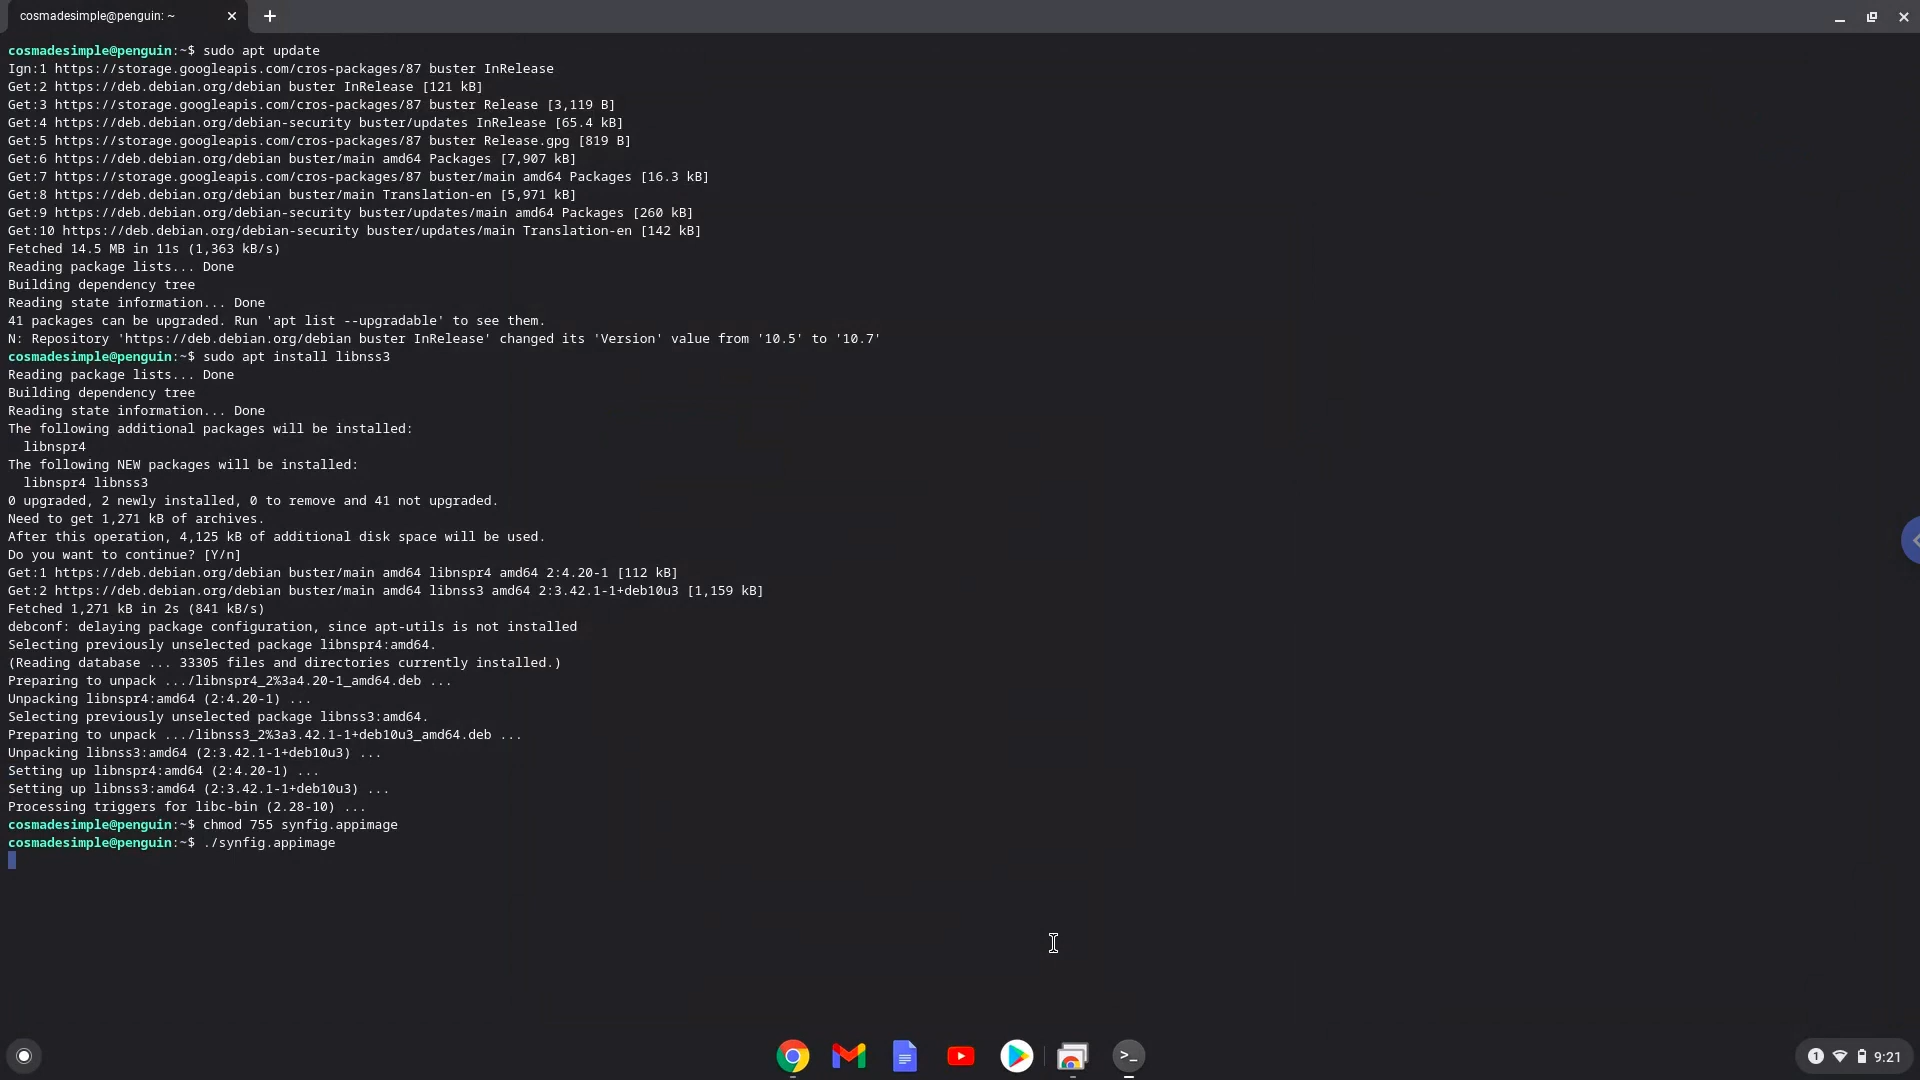 cosmadesimple@penguin: ~
cosmadesimple@penguin:~$ sudo apt update
Ign:1 https://storage.googleapis.com/cros-packages/87 buster InRelease
Get:2 https://deb.debian.org/debian buster InRelease [121 kB]
Get:3 https://storage.googleapis.com/cros-packages/87 buster Release [3,119 B]
Get:4 https://deb.debian.org/debian-security buster/updates InRelease [65.4 kB]
Get:5 https://storage.googleapis.com/cros-packages/87 buster Release.gpg [819 B]
Get:6 https://deb.debian.org/debian buster/main amd64 Packages [7,907 kB]
Get:7 https://storage.googleapis.com/cros-packages/87 buster/main amd64 Packages [16.3 kB]
Get:8 https://deb.debian.org/debian buster/main Translation-en [5,971 kB]
Get:9 https://deb.debian.org/debian-security buster/updates/main amd64 Packages [260 kB]
Get:10 https://deb.debian.org/debian-security buster/updates/main Translation-en [142 kB]
Fetched 14.5 MB in 11s (1,363 kB/s)
Reading package lists... Done
Building dependency tree
Reading state information... Done
41 packages can be upgraded. Run 'apt list --upgradable' to see them.
N: Repository 'https://deb.debian.org/debian buster InRelease' changed its 'Version' value from '10.5' to '10.7'
cosmadesimple@penguin:~$ sudo apt install libnss3
Reading package lists... Done
Building dependency tree
Reading state information... Done
The following additional packages will be installed:
  libnspr4
The following NEW packages will be installed:
  libnspr4 libnss3
0 upgraded, 2 newly installed, 0 to remove and 41 not upgraded.
Need to get 1,271 kB of archives.
After this operation, 4,125 kB of additional disk space will be used.
Do you want to continue? [Y/n]
Get:1 https://deb.debian.org/debian buster/main amd64 libnspr4 amd64 2:4.20-1 [112 kB]
Get:2 https://deb.debian.org/debian buster/main amd64 libnss3 amd64 2:3.42.1-1+deb10u3 [1,159 kB]
Fetched 1,271 kB in 2s (841 kB/s)
debconf: delaying package configuration, since apt-utils is not installed
Selecting previously unselected package libnspr4:amd64.
(Reading database ... 33305 files and directories currently installed.)
Preparing to unpack .../libnspr4_2%3a4.20-1_amd64.deb ...
Unpacking libnspr4:amd64 (2:4.20-1) ...
Selecting previously unselected package libnss3:amd64.
Preparing to unpack .../libnss3_2%3a3.42.1-1+deb10u3_amd64.deb ...
Unpacking libnss3:amd64 (2:3.42.1-1+deb10u3) ...
Setting up libnspr4:amd64 (2:4.20-1) ...
Setting up libnss3:amd64 (2:3.42.1-1+deb10u3) ...
Processing triggers for libc-bin (2.28-10) ...
cosmadesimple@penguin:~$ chmod 755 synfig.appimage
cosmadesimple@penguin:~$ ./synfig.appimage
>_
1 9:21